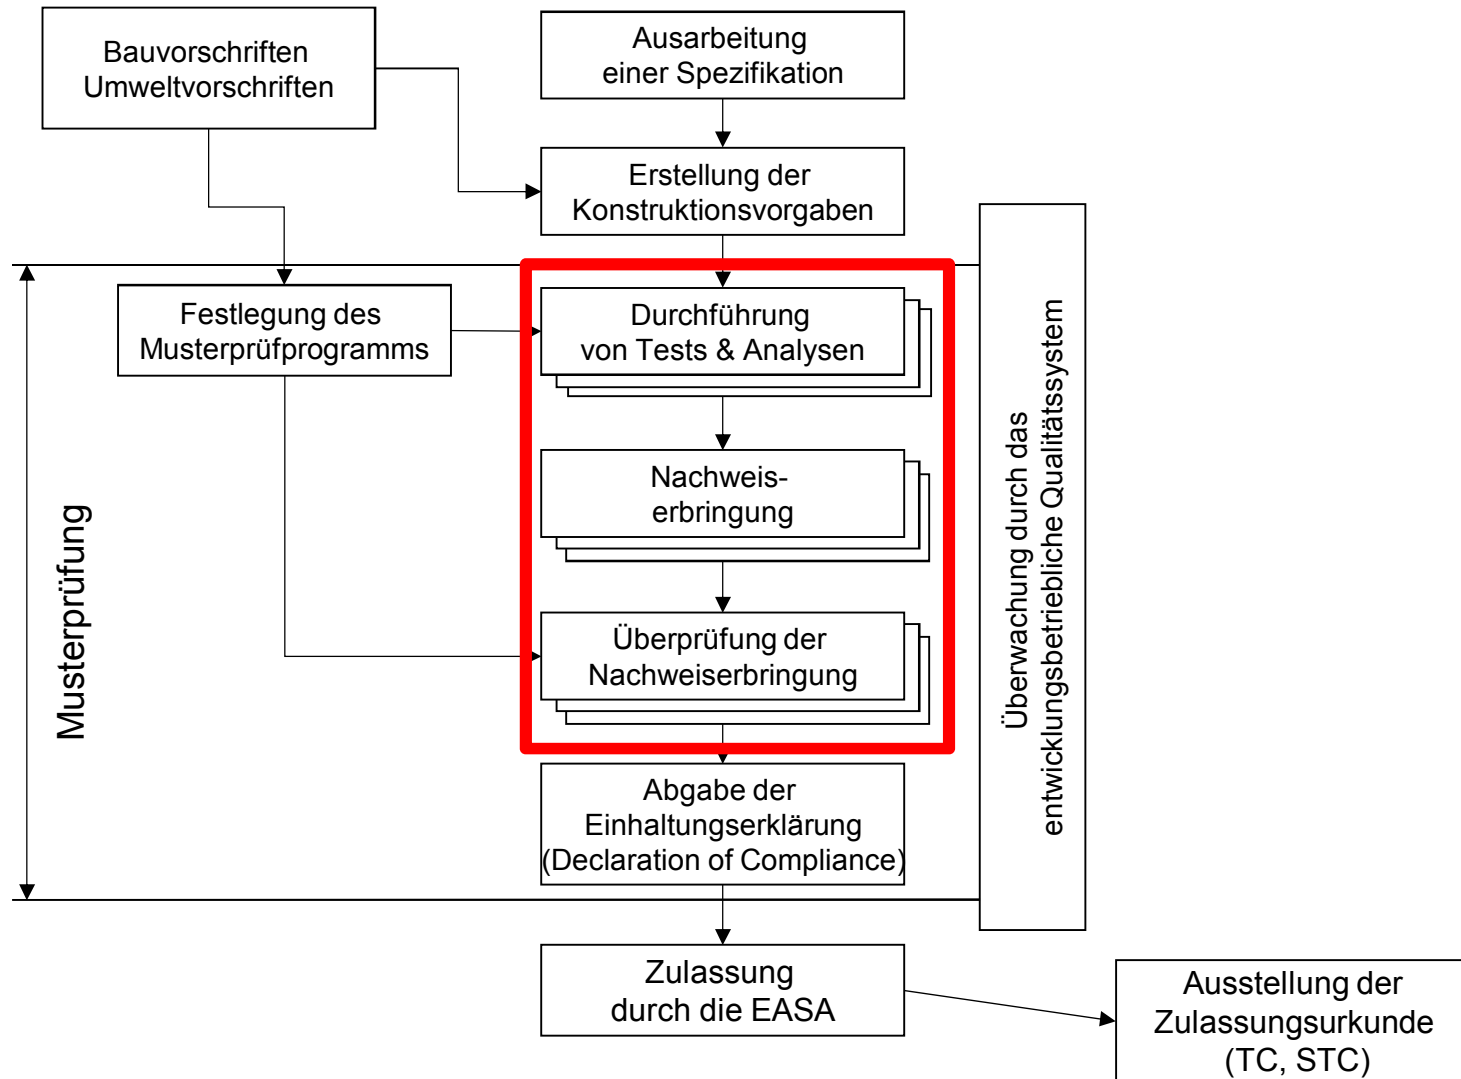 Bauvorschriften
Umweltvorschriften
Ausarbeitung
einer Spezifikation
Erstellung der
Konstruktionsvorgaben
Festlegung des
Musterprüfprogramms
Durchführung
von Tests & Analysen
Nachweis-
erbringung
Überprüfung der
Nachweiserbringung
Abgabe der
Einhaltungserklärung
(Declaration of Compliance)
Zulassung
durch die EASA
Ausstellung der
Zulassungsurkunde
(TC, STC)
Musterprüfung
Überwachung durch das
entwicklungsbetriebliche Qualitätssystem